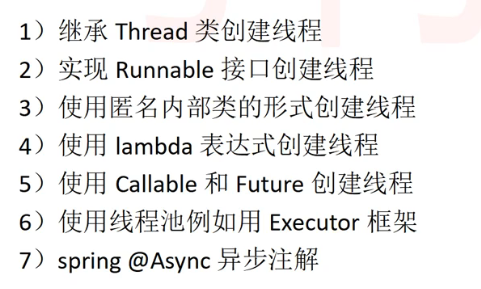 1）继承 Thread 类创建线程
2）实现 Runnable 接口创建线程
3）使用匿名内部类的形式创建线程
4）使用 lambda 表达式创建线程
5）使用 Callable 和 Future 创建线程
6）使用线程池例如用 Executor 框架
7）spring @Async 异步注解